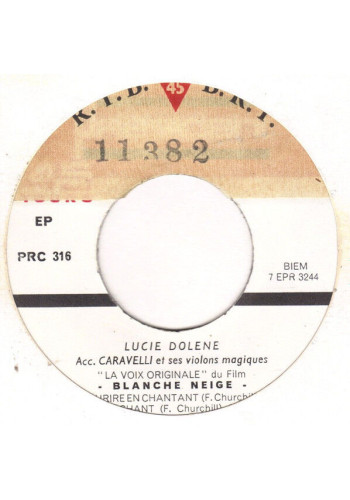 R.T.B. 45 B.R.T.
11382
EP
PRC 316
BIEM
7 EPR 3244
LUCIE DOLENE
Acc. CARAVELLI et ses violons magiques
"LA VOIX ORIGINALE" du Film
- BLANCHE NEIGE -
EN CHANTANT (F. Churchill)
(F. Churchill)